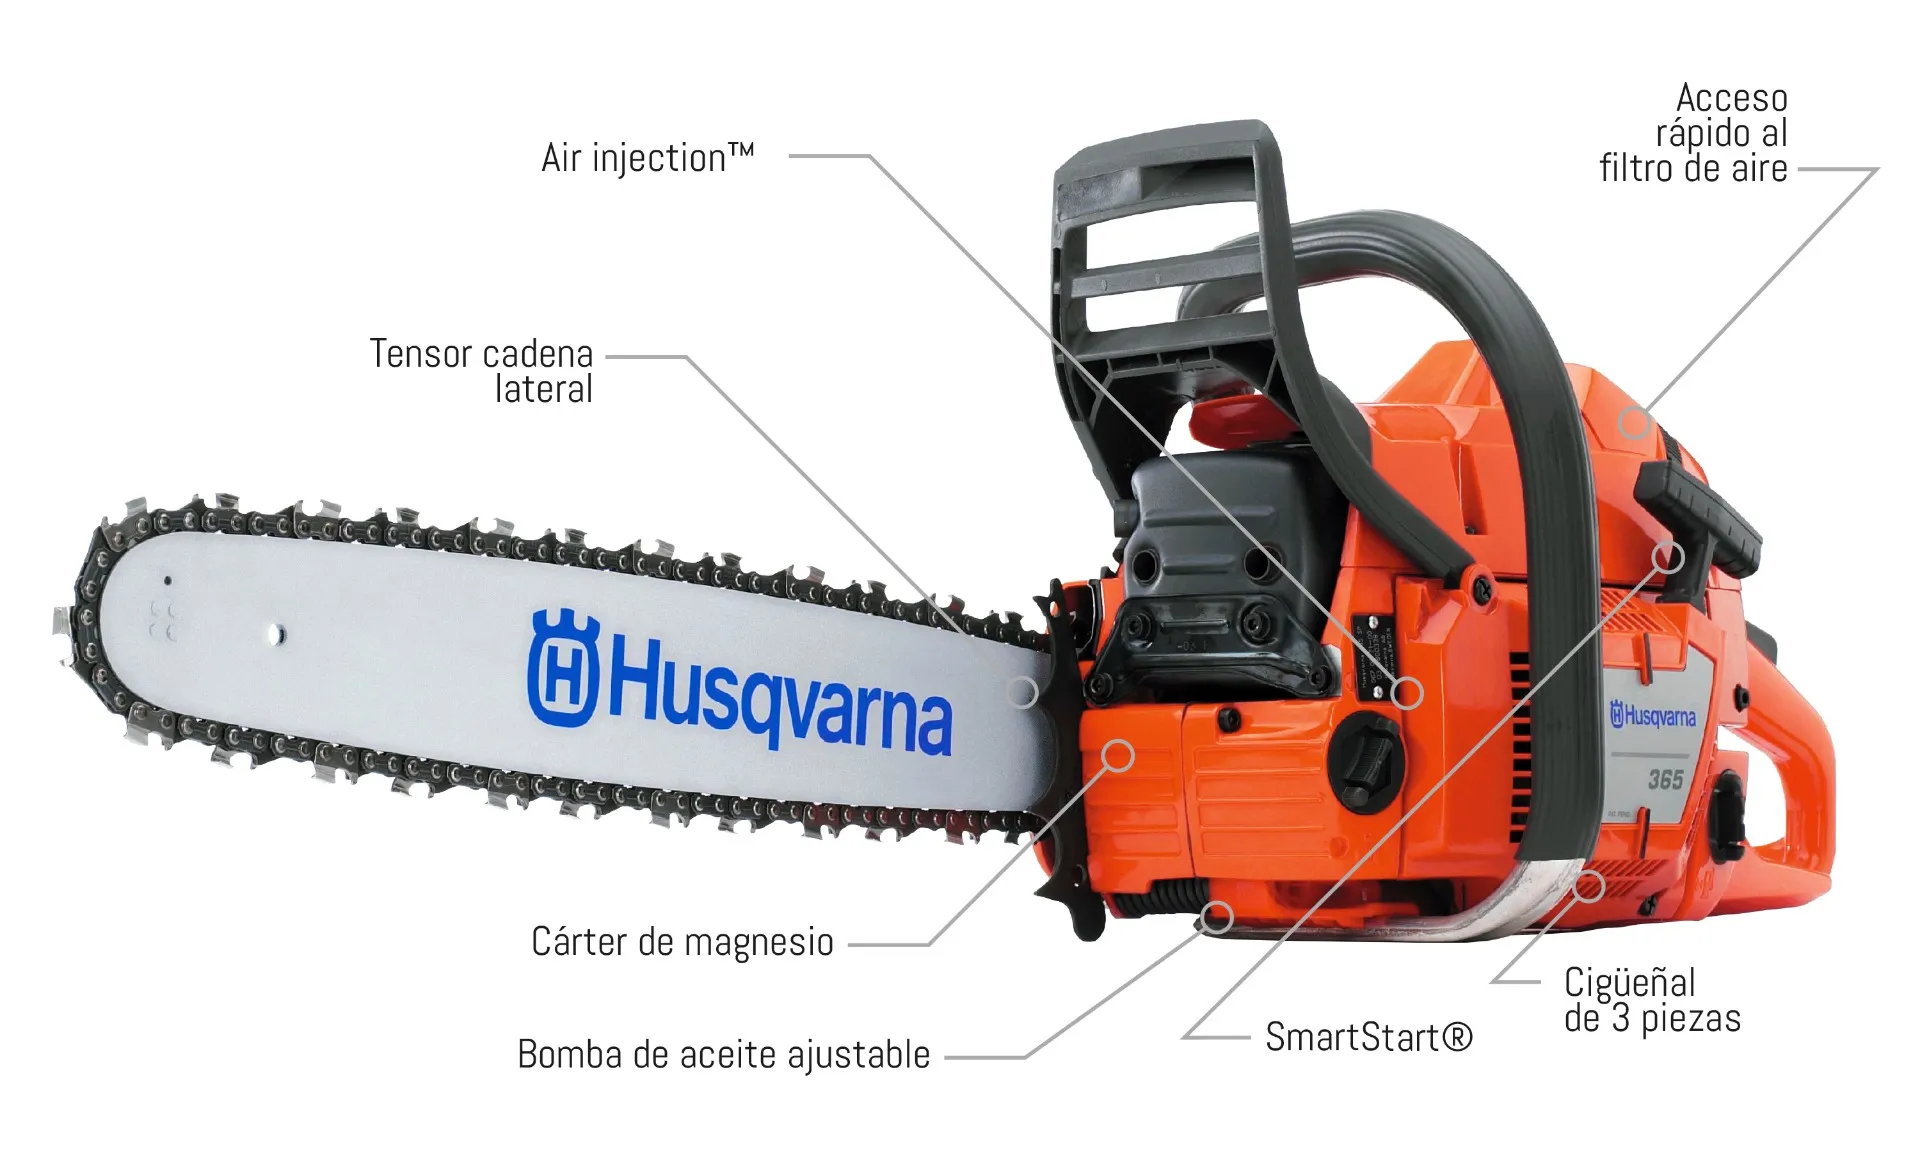 Acceso
rápido al
filtro de aire
Air injection™
Tensor cadena
lateral
Husqvarna
Husqvarna
365
Cárter de magnesio
Bomba de aceite ajustable
SmartStart®
Cigüeñal
de 3 piezas